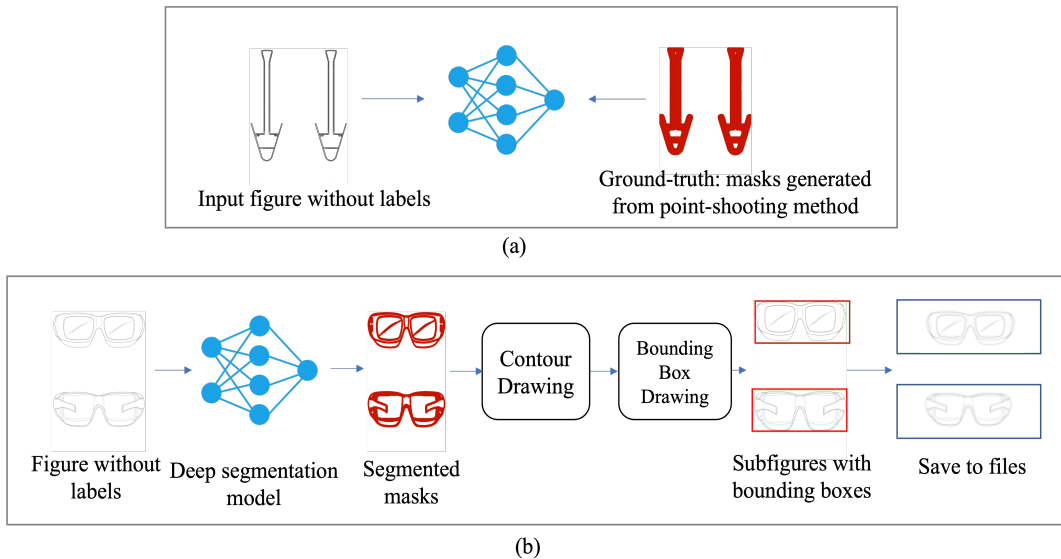 Input figure without labels
Ground-truth: masks generated
from point-shooting method
(a)
Contour
Drawing
Bounding
Box
Drawing
Figure without
labels
Deep segmentation
model
Segmented
masks
Subfigures with
bounding boxes
Save to files
(b)